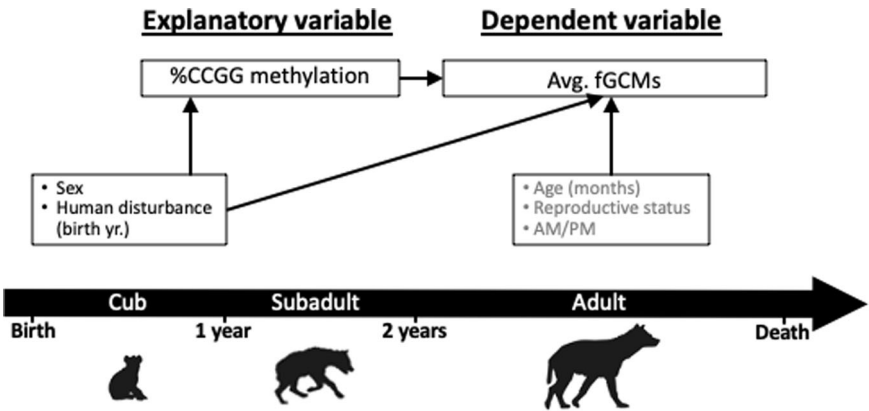 Explanatory variable
Dependent variable
%CCGG methylation
Avg. fGCMs
• Sex
• Human disturbance
(birth yr.)
• Age (months)
• Reproductive status
• AM/PM
Cub
Subadult
Adult
Birth
1 year
2 years
Death